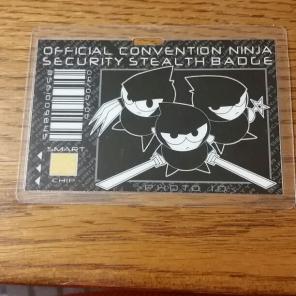 OFFICIAL CONVENTION NINJA
SECURITY STEALTH BADGE
SMART
CHIP
PHOTO ID